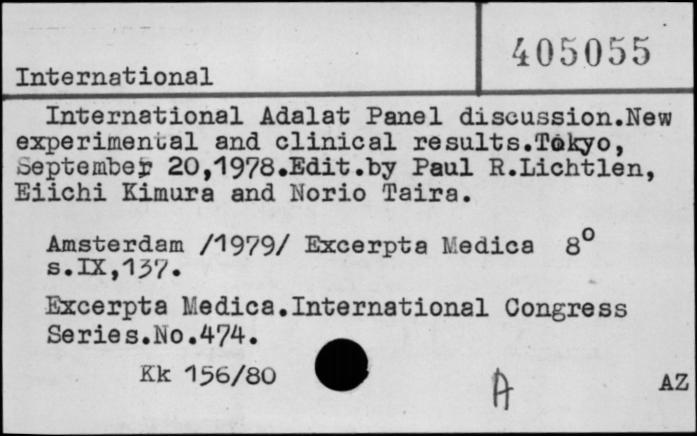 405055
International
International Adalat Panel discussion.New
experimental and clinical results.Tokyo,
September 20,1978.Edit.by Paul R.Lichtlen,
Eiichi Kimura and Norio Taira.
Amsterdam /1979/ Excerpta Medica 8°
s.IX,137.
Excerpta Medica.International Congress
Series.No.474.
Kk 156/80
A
AZ